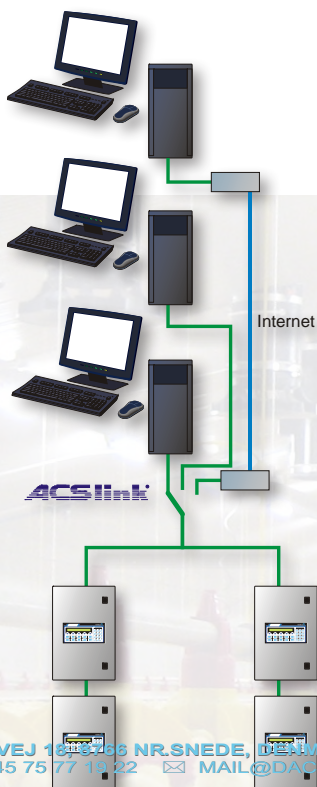 Internet
ACSlink
VEJ 18, 8766 NR.SNEDE, DENM
45 75 77 19 22 MAIL@DAC